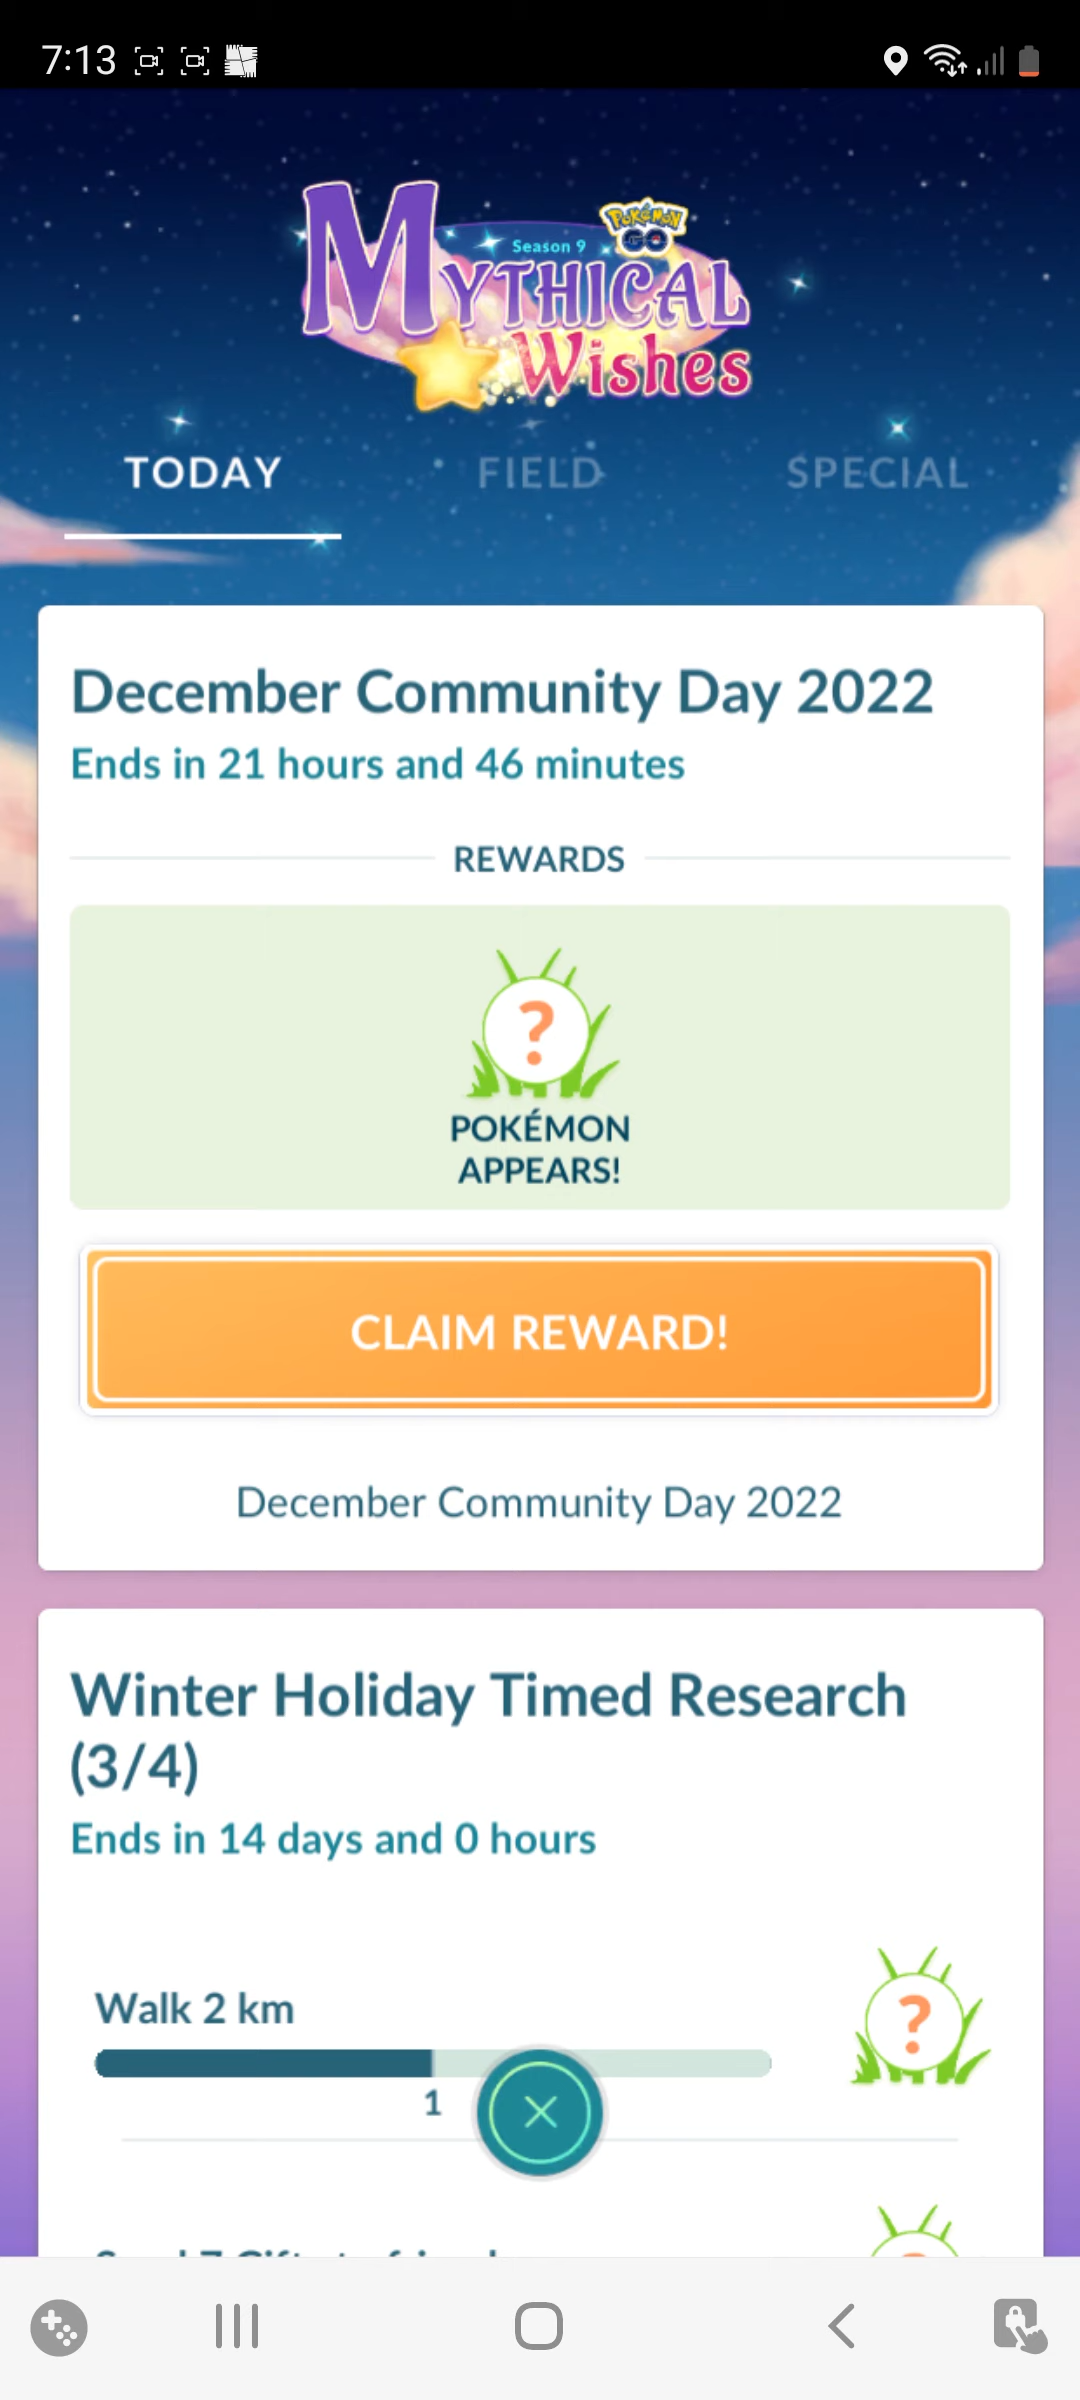 7:13
Pokémon
GO
Season 9
Mythical
Wishes
TODAY
FIELD
SPECIAL
December Community Day 2022
Ends in 21 hours and 46 minutes
REWARDS
?
POKÉMON
APPEARS!
CLAIM REWARD!
December Community Day 2022
Winter Holiday Timed Research
(3/4)
Ends in 14 days and 0 hours
Walk 2 km
?
1